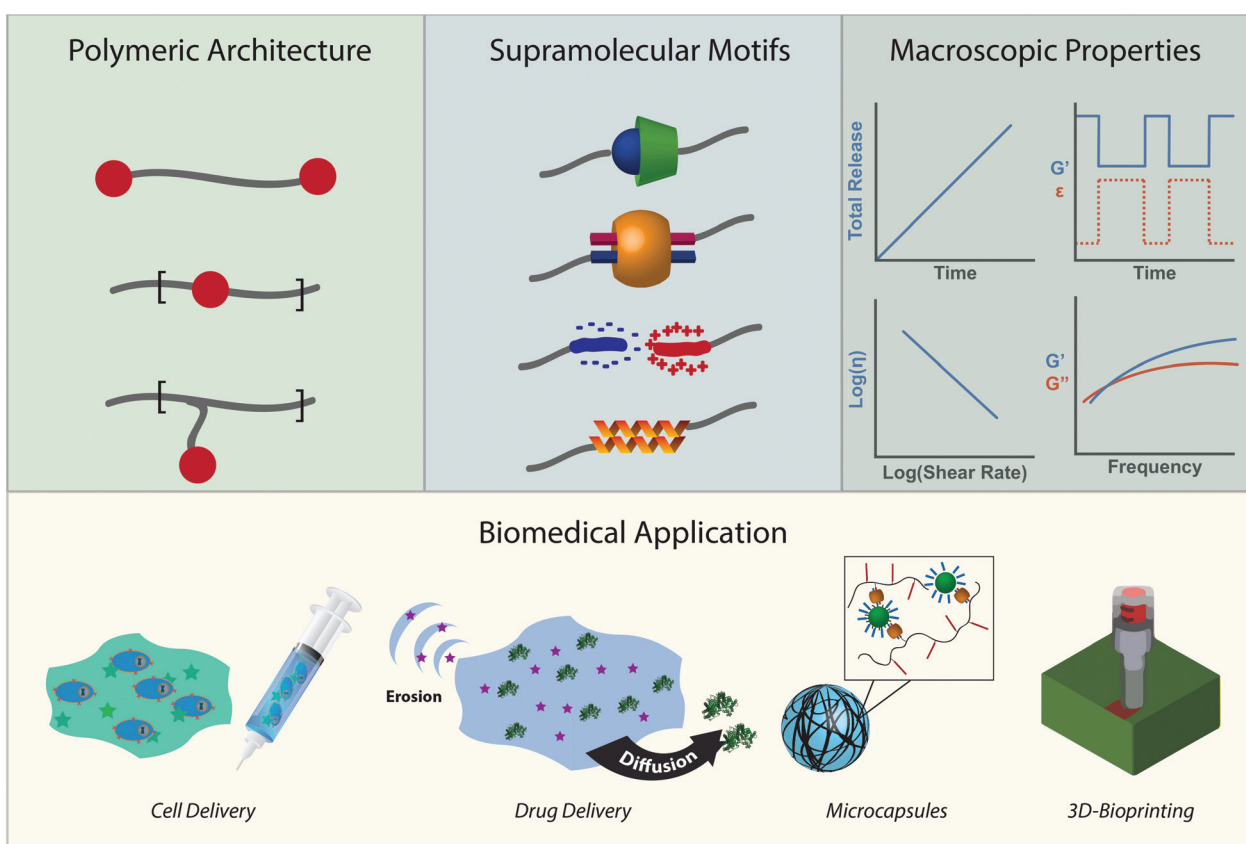 Polymeric Architecture
Supramolecular Motifs
Macroscopic Properties
Total Release
Time
G'
ε
Time
Log(η)
Log(Shear Rate)
G'
G''
Frequency
Biomedical Application
Erosion
Diffusion
Cell Delivery
Drug Delivery
Microcapsules
3D-Bioprinting